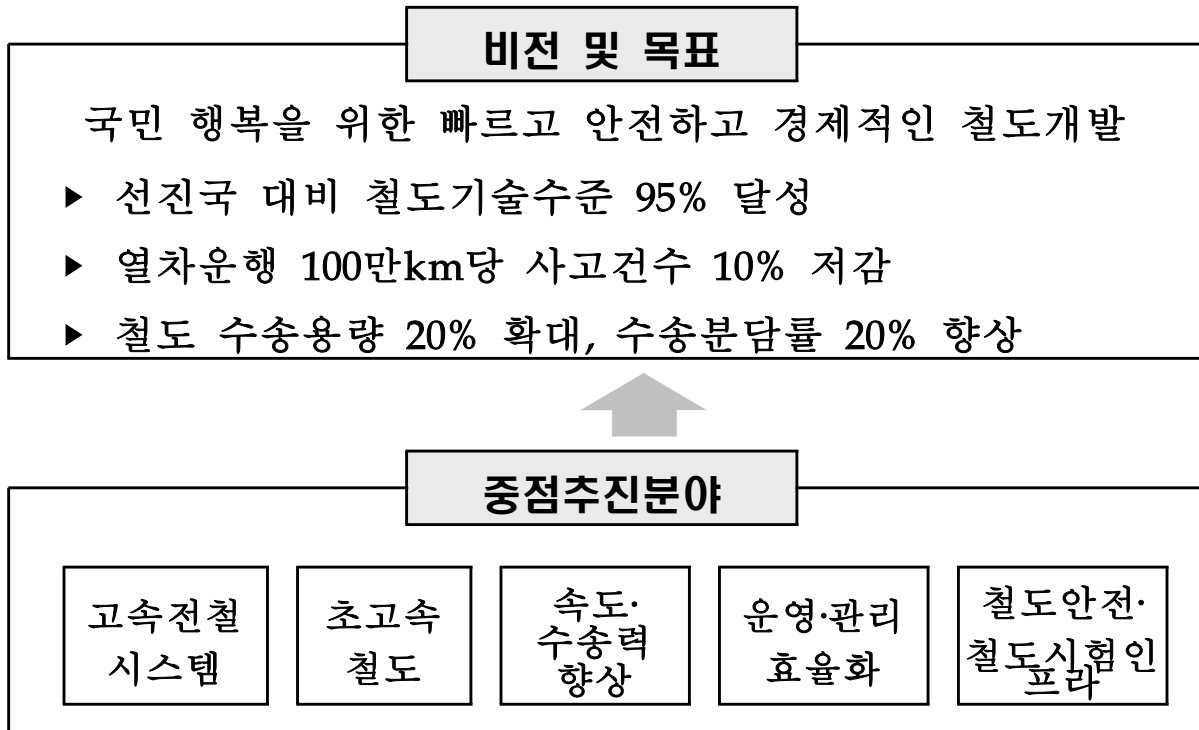 비전 및 목표
국민 행복을 위한 빠르고 안전하고 경제적인 철도개발
▶ 선진국 대비 철도기술수준 95% 달성
▶ 열차운행 100만km당 사고건수 10% 저감
▶ 철도 수송용량 20% 확대, 수송분담률 20% 향상
중점추진분야
고속전철
시스템
초고속
철도
속도·
수송력
향상
운영·관리
효율화
철도안전·
철도시험인
프라